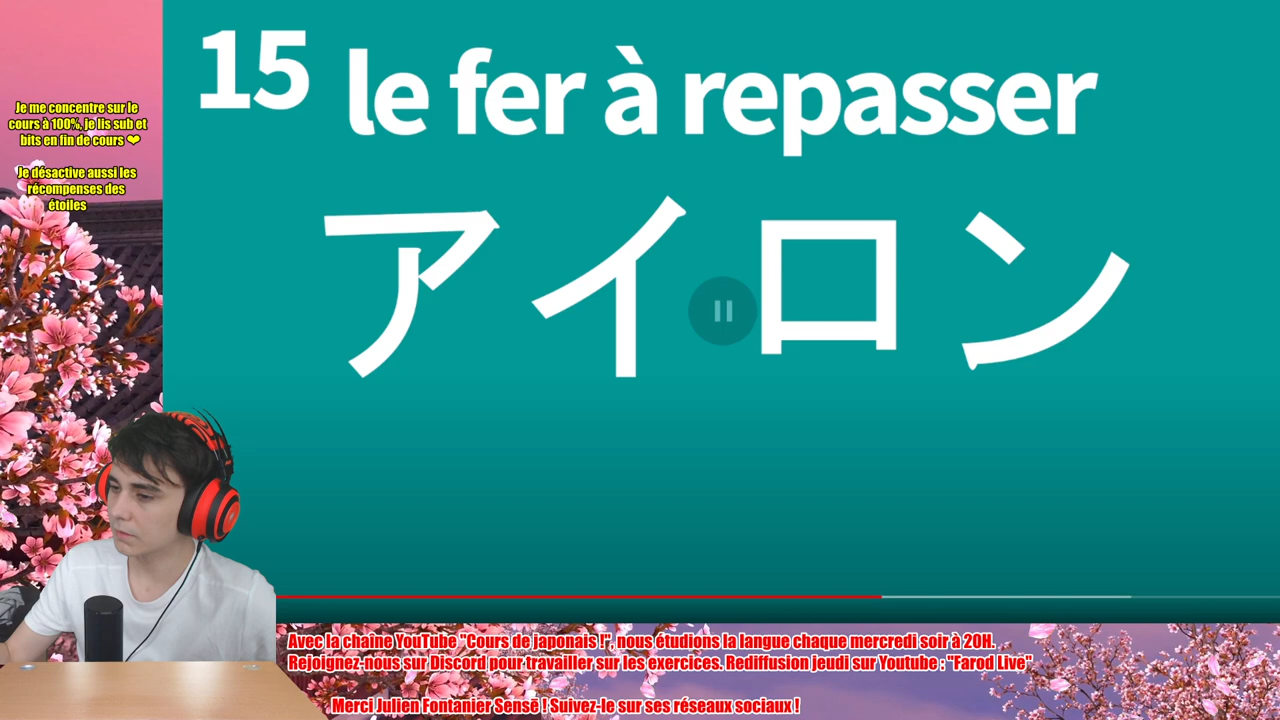 15 le fer à repasser
アイロン
Je me concentre sur le
cours à 100%, je lis sub et
bits en fin de cours ❤
Je désactive aussi les
récompenses des
étoiles
Avec la chaîne YouTube "Cours de japonais !", nous étudions la langue chaque mercredi soir à 20H.
Rejoignez-nous sur Discord pour travailler sur les exercices. Rediffusion jeudi sur Youtube : "Farod Live"
Merci Julien Fontanier Sensë ! Suivez-le sur ses réseaux sociaux !